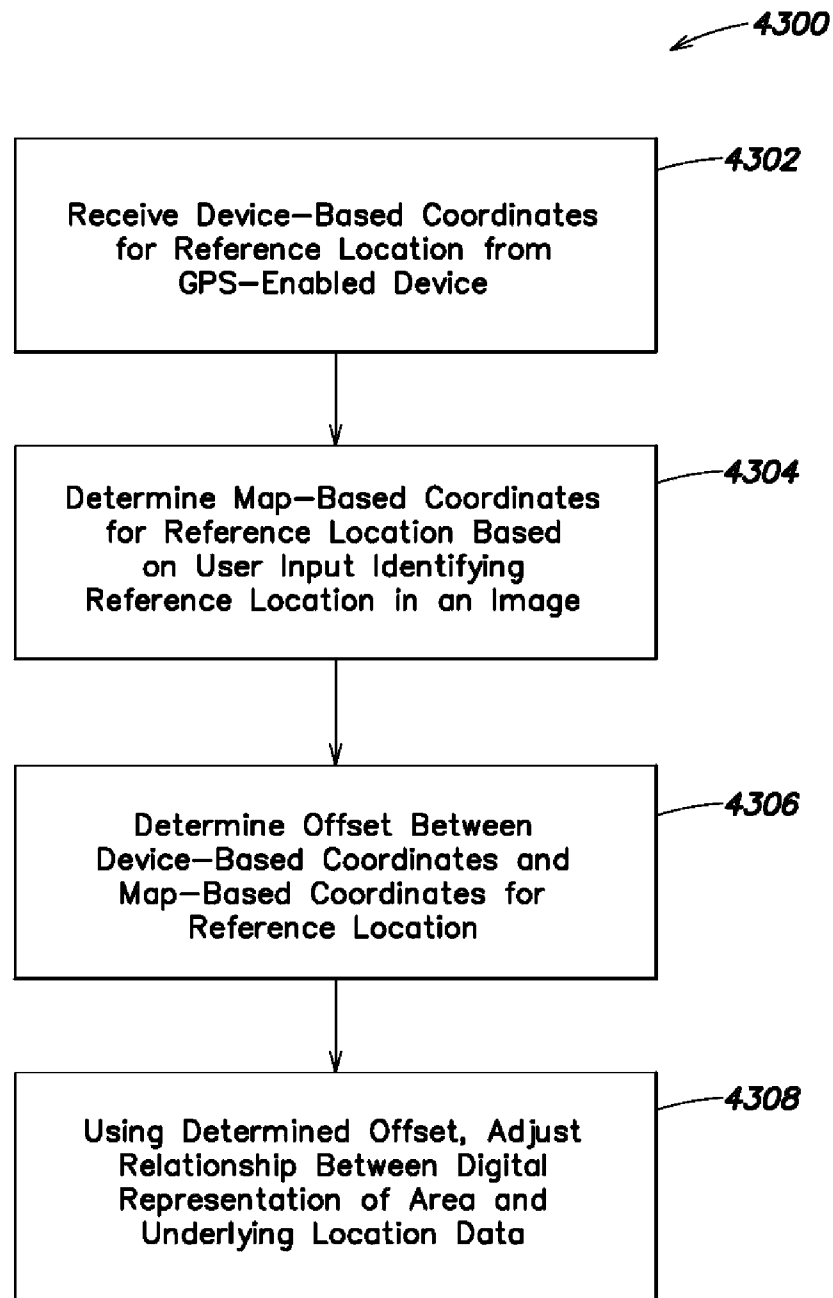 4300
4302
Receive Device-Based Coordinates
for Reference Location from
GPS-Enabled Device
4304
Determine Map-Based Coordinates
for Reference Location Based
on User Input Identifying
Reference Location in an Image
4306
Determine Offset Between
Device-Based Coordinates and
Map-Based Coordinates for
Reference Location
4308
Using Determined Offset, Adjust
Relationship Between Digital
Representation of Area and
Underlying Location Data